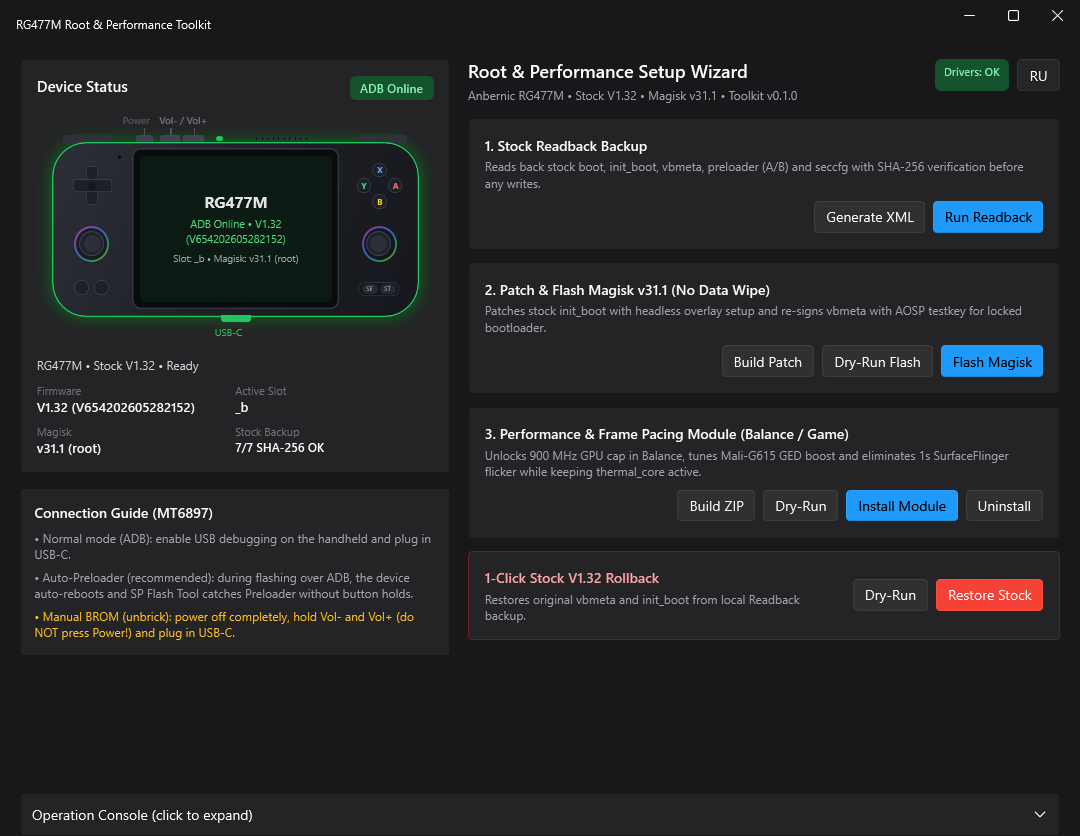 RG477M Root & Performance Toolkit
Device Status
ADB Online
Power Vol- / Vol+
X
Y
A
B
RG477M
ADB Online • V1.32
(V654202605282152)
Slot: _b • Magisk: v31.1 (root)
SE ST
USB-C
RG477M • Stock V1.32 • Ready
Firmware
V1.32 (V654202605282152)
Active Slot
_b
Magisk
v31.1 (root)
Stock Backup
7/7 SHA-256 OK
Connection Guide (MT6897)
• Normal mode (ADB): enable USB debugging on the handheld and plug in
USB-C.
• Auto-Preloader (recommended): during flashing over ADB, the device
auto-reboots and SP Flash Tool catches Preloader without button holds.
• Manual BROM (unbrick): power off completely, hold Vol- and Vol+ (do
NOT press Power!) and plug in USB-C.
Root & Performance Setup Wizard
Anbernic RG477M • Stock V1.32 • Magisk v31.1 • Toolkit v0.1.0
Drivers: OK
RU
1. Stock Readback Backup
Reads back stock boot, init_boot, vbmeta, preloader (A/B) and seccfg with SHA-256 verification before
any writes.
Generate XML
Run Readback
2. Patch & Flash Magisk v31.1 (No Data Wipe)
Patches stock init_boot with headless overlay setup and re-signs vbmeta with AOSP testkey for locked
bootloader.
Build Patch
Dry-Run Flash
Flash Magisk
3. Performance & Frame Pacing Module (Balance / Game)
Unlocks 900 MHz GPU cap in Balance, tunes Mali-G615 GED boost and eliminates 1s SurfaceFlinger
flicker while keeping thermal_core active.
Build ZIP
Dry-Run
Install Module
Uninstall
1-Click Stock V1.32 Rollback
Restores original vbmeta and init_boot from local Readback
backup.
Dry-Run
Restore Stock
Operation Console (click to expand)